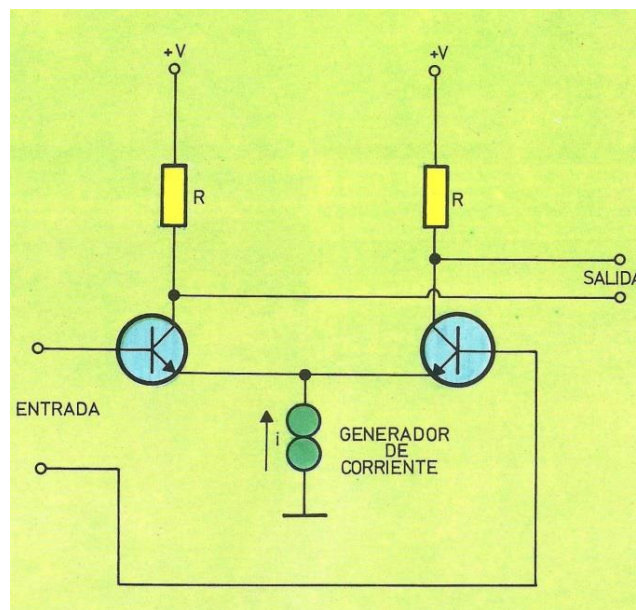 +V
+V
R
R
SALIDA
ENTRADA
i
GENERADOR
DE
CORRIENTE